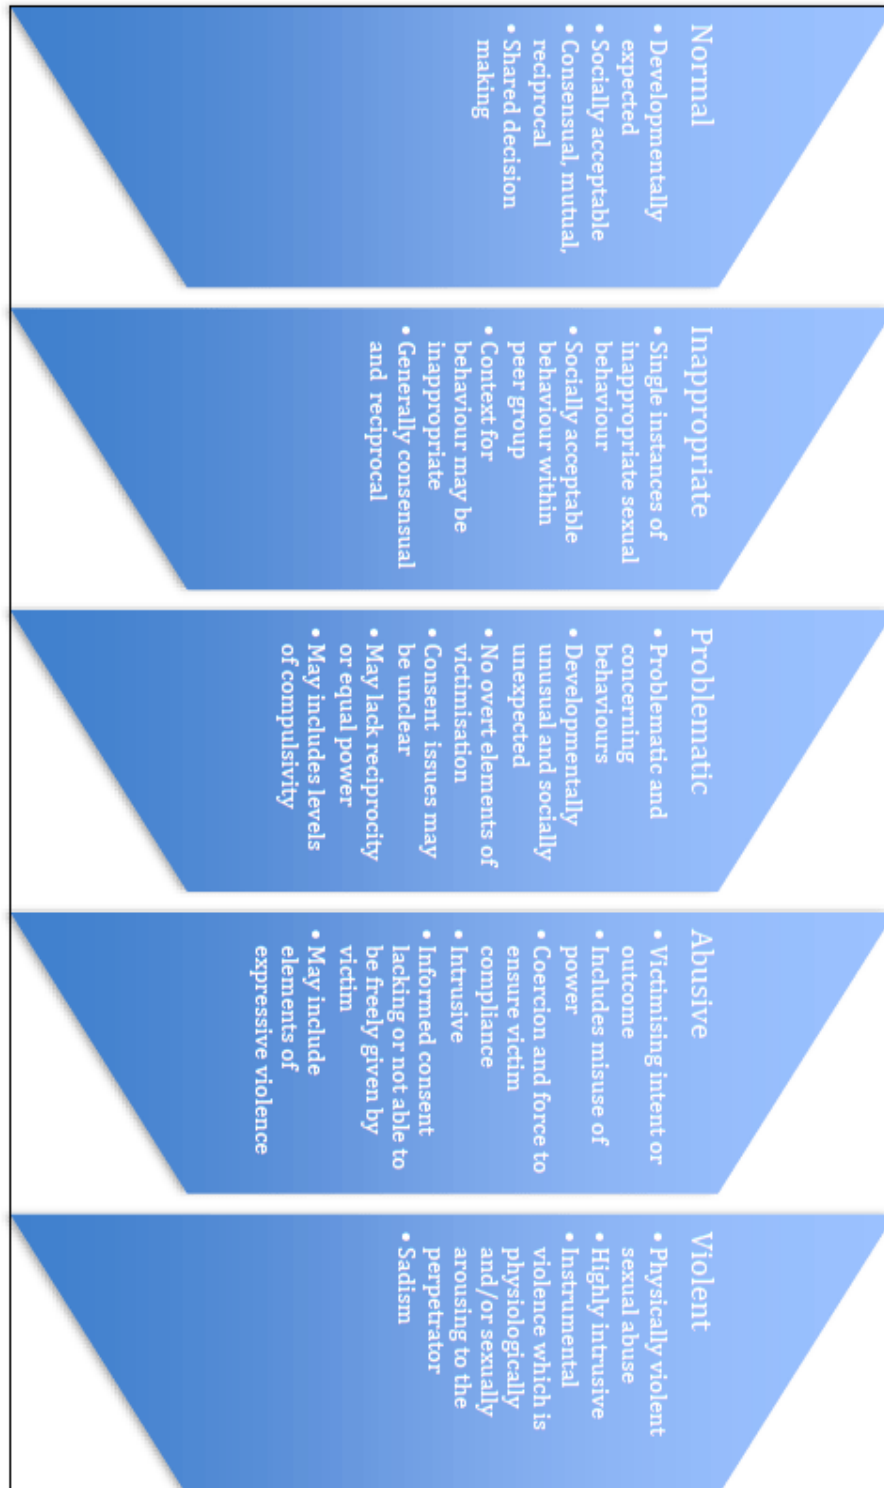 Normal
• Developmentally
expected
• Socially acceptable
• Consensual, mutual,
reciprocal
• Shared decision
making
Inappropriate
• Single instances of
inappropriate sexual
behaviour
• Socially acceptable
behaviour within
peer group
• Context for
behaviour may be
inappropriate
• Generally consensual
and reciprocal
Problematic
• Problematic and
concerning
behaviours
• Developmentally
unusual and socially
unexpected
• No overt elements of
victimisation
• Consent issues may
be unclear
• May lack reciprocity
or equal power
• May includes levels
of compulsivity
Abusive
• Victimising intent or
outcome
• Includes misuse of
power
• Coercion and force to
ensure victim
compliance
• Intrusive
• Informed consent
lacking or not able to
be freely given by
victim
• May include
elements of
expressive violence
Violent
• Physically violent
sexual abuse
• Highly intrusive
• Instrumental
violence which is
physiologically
and/or sexually
arousing to the
perpetrator
• Sadism